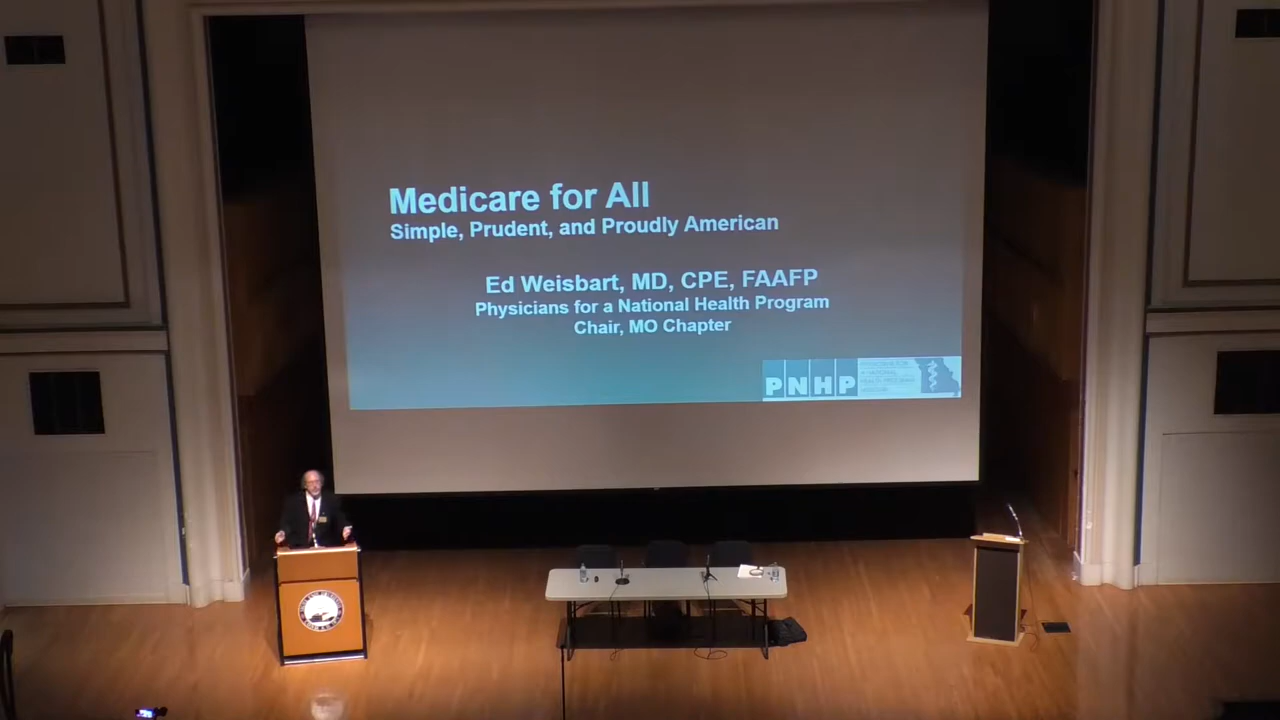 Medicare for All
Simple, Prudent, and Proudly American
Ed Weisbart, MD, CPE, FAAFP
Physicians for a National Health Program
Chair, MO Chapter
PNHP